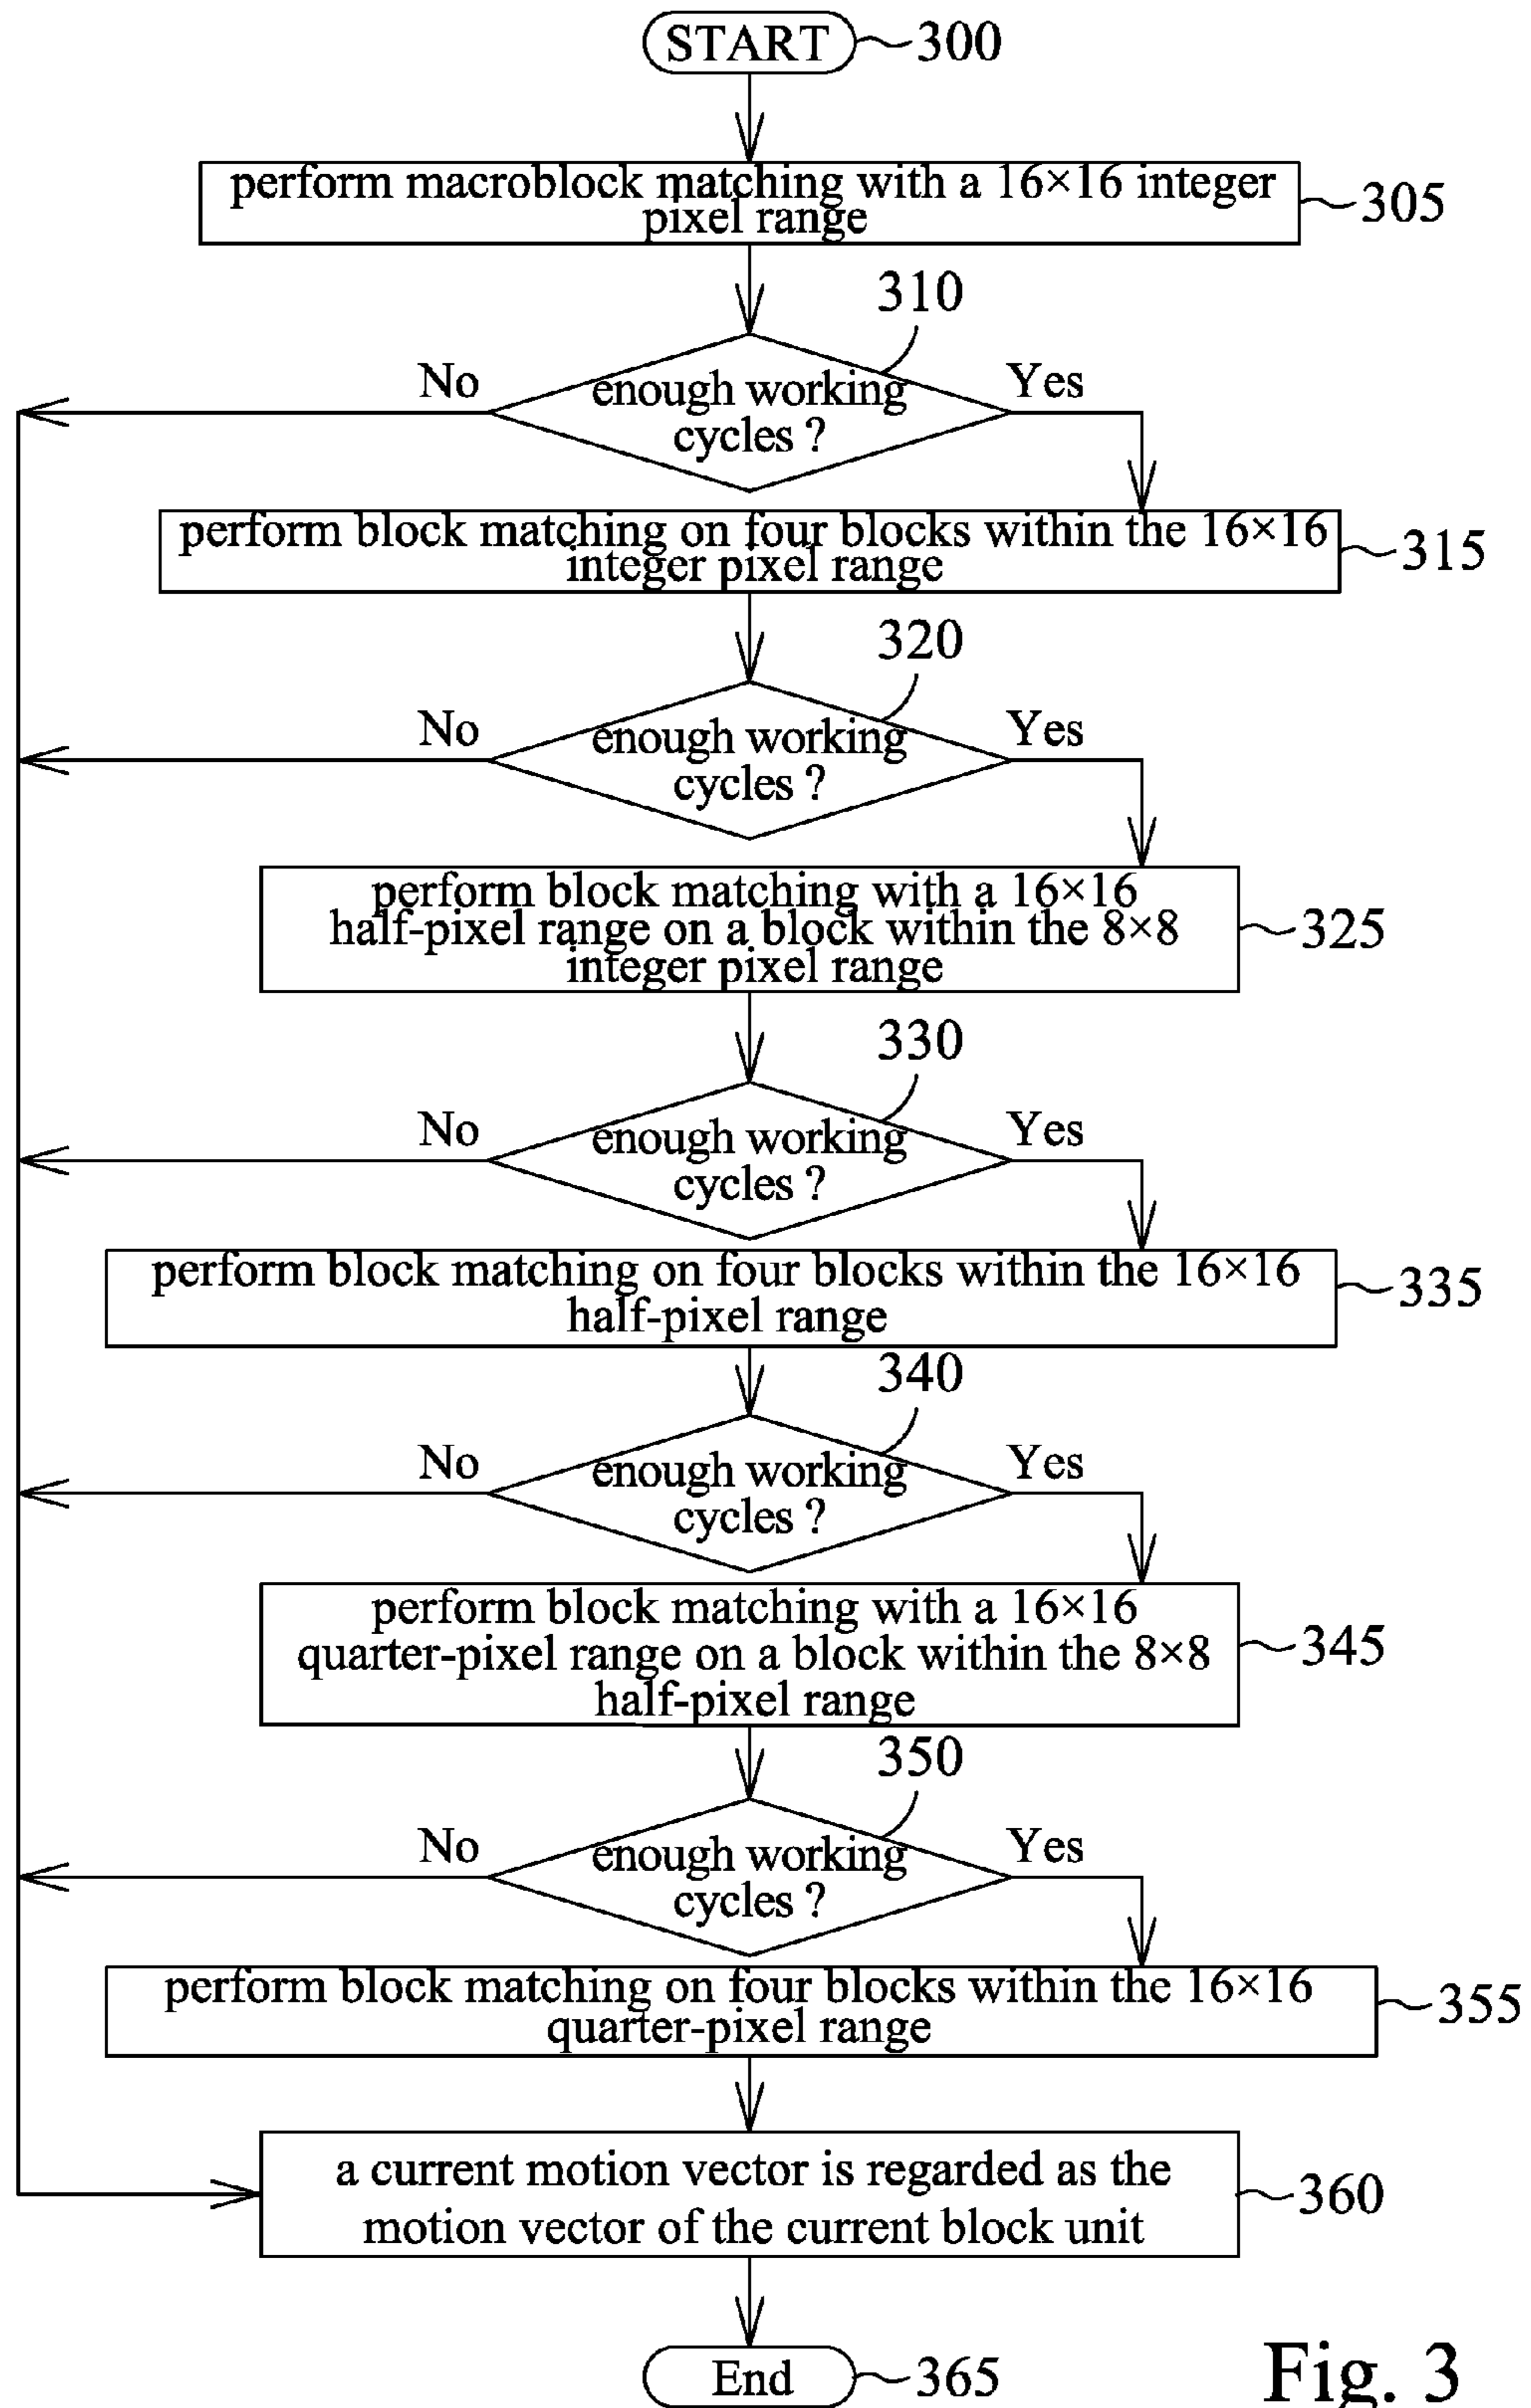 START
300
perform macroblock matching with a 16×16 integer
pixel range
305
310
No
enough working
cycles ?
Yes
perform block matching on four blocks within the 16×16
integer pixel range
315
320
No
enough working
cycles ?
Yes
perform block matching with a 16×16
half-pixel range on a block within the 8×8
integer pixel range
325
330
No
enough working
cycles ?
Yes
perform block matching on four blocks within the 16×16
half-pixel range
335
340
No
enough working
cycles ?
Yes
perform block matching with a 16×16
quarter-pixel range on a block within the 8×8
half-pixel range
345
350
No
enough working
cycles ?
Yes
perform block matching on four blocks within the 16×16
quarter-pixel range
355
a current motion vector is regarded as the
motion vector of the current block unit
360
End
365
Fig. 3